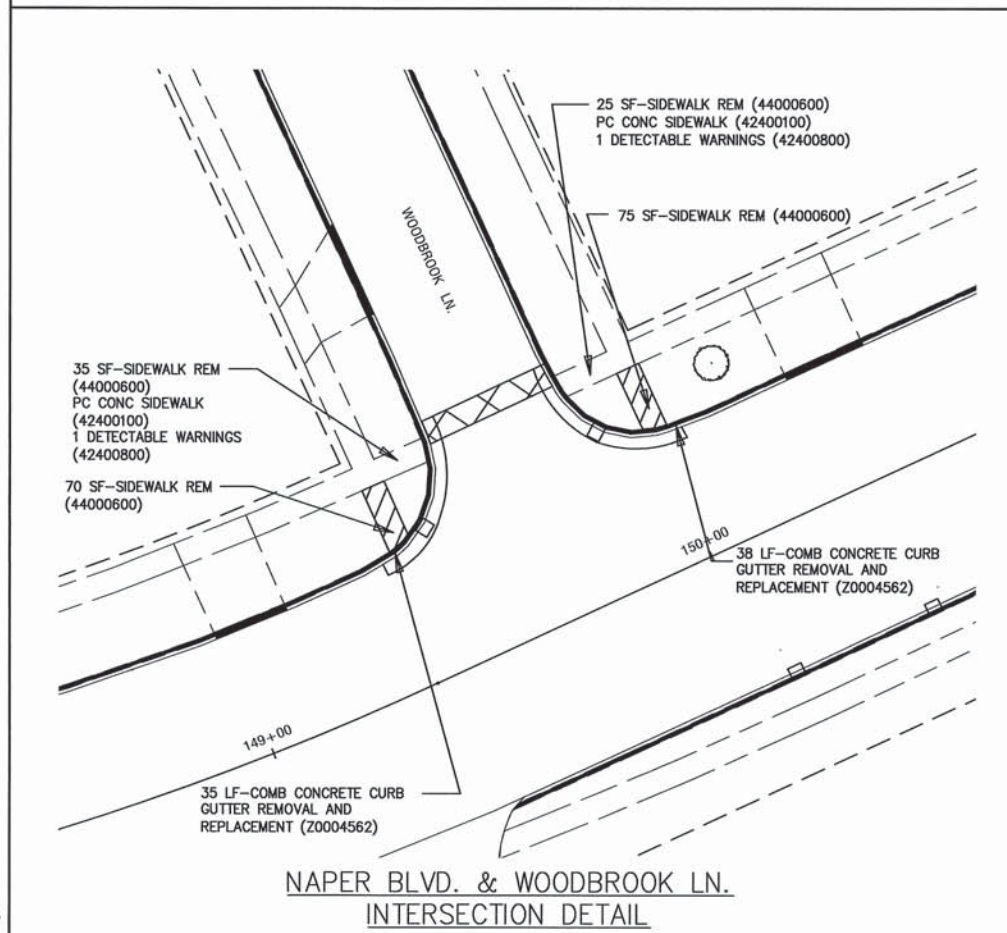 25 SF-SIDEWALK REM (44000600)
PC CONC SIDEWALK (42400100)
1 DETECTABLE WARNINGS (42400800)
75 SF-SIDEWALK REM (44000600)
WOODBROOK LN.
35 SF-SIDEWALK REM
(44000600)
PC CONC SIDEWALK
(42400100)
1 DETECTABLE WARNINGS
(42400800)
70 SF-SIDEWALK REM
(44000600)
150+00
38 LF-COMB CONCRETE CURB
GUTTER REMOVAL AND
REPLACEMENT (Z0004562)
149+00
35 LF-COMB CONCRETE CURB
GUTTER REMOVAL AND
REPLACEMENT (Z0004562)
NAPER BLVD. & WOODBROOK LN.
INTERSECTION DETAIL